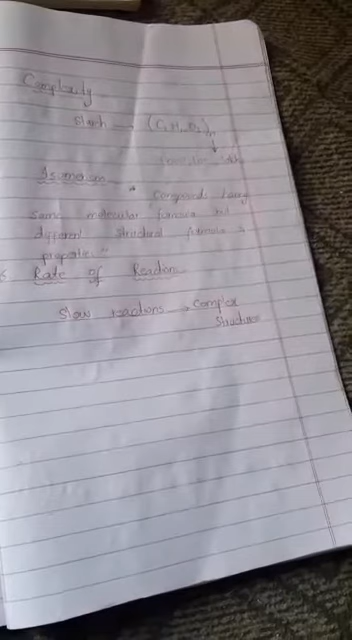 Complexity
Starch →
Isomerism → " Compounds having
same molecular formula but
different structural formula &
properties"
Rate of Reaction
Slow reactions → Complex
structures